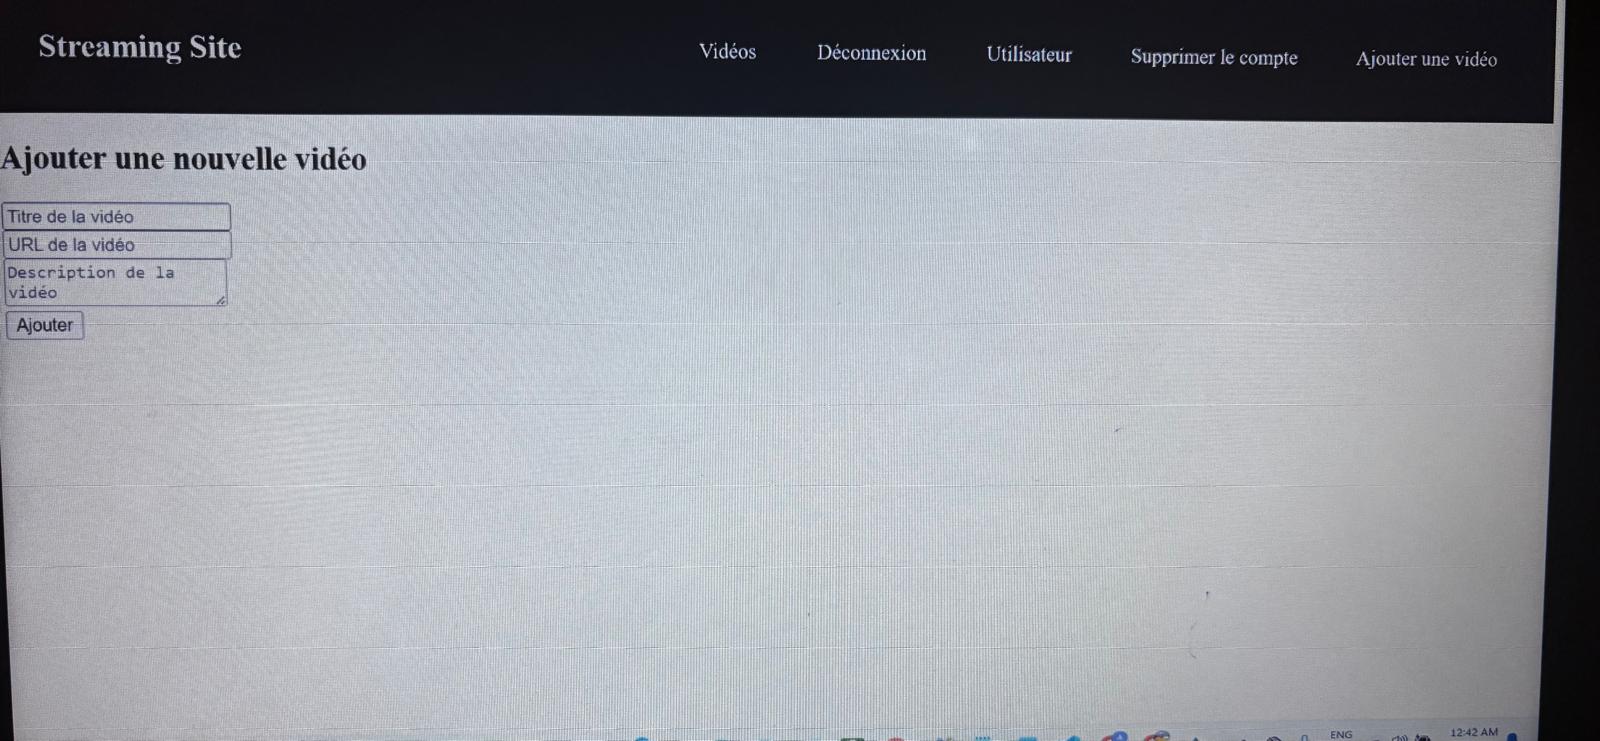 Streaming Site
Vidéos
Déconnexion
Utilisateur
Supprimer le compte
Ajouter une vidéo
Ajouter une nouvelle vidéo
Titre de la vidéo
URL de la vidéo
Description de la
vidéo
Ajouter
ENG
12:42 AM